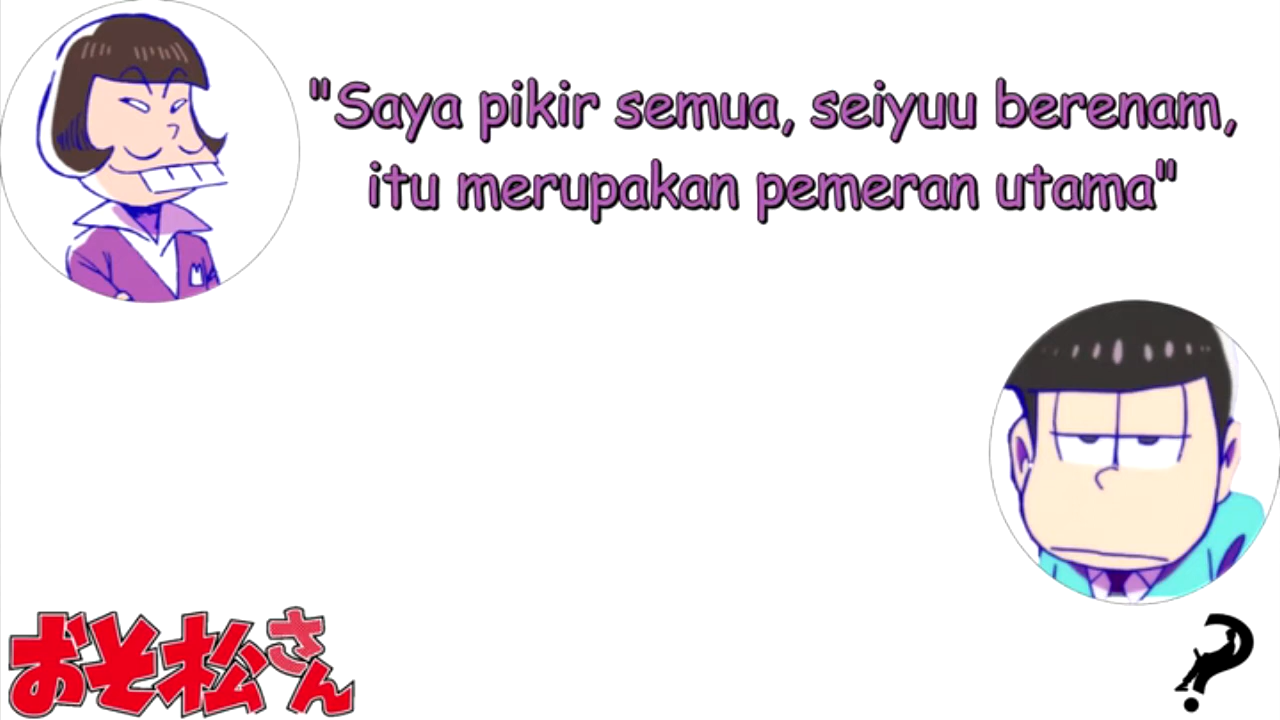 "Saya pikir semua, seiyuu berenam,
itu merupakan pemeran utama"
おそ松さん
?